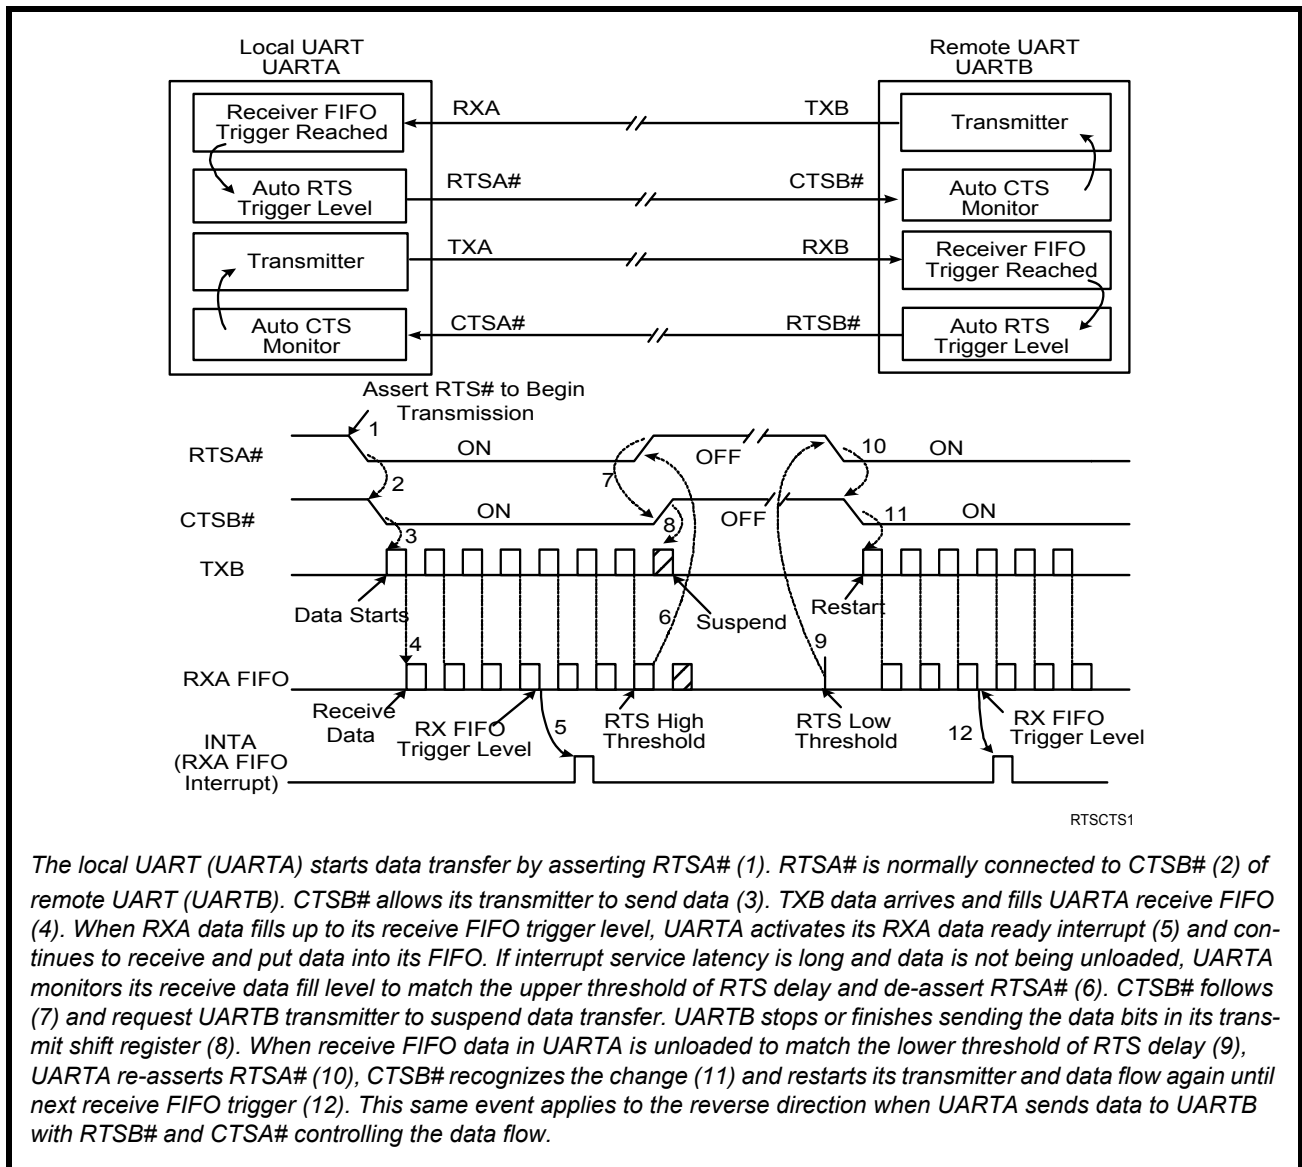 Local UART
UARTA
Remote UART
UARTB
Receiver FIFO
Trigger Reached
RXA
TXB
Transmitter
Auto RTS
Trigger Level
RTSA#
CTSB#
Auto CTS
Monitor
Transmitter
TXA
RXB
Receiver FIFO
Trigger Reached
Auto CTS
Monitor
CTSA#
RTSB#
Auto RTS
Trigger Level
Assert RTS# to Begin
Transmission
1
RTSA#
ON
OFF
ON
7
10
2
CTSB#
ON
OFF
ON
8
11
3
TXB
Data Starts
6
Suspend
Restart
4
9
RXA FIFO
Receive
Data
RX FIFO
Trigger Level
5
RTS High
Threshold
RTS Low
Threshold
12
RX FIFO
Trigger Level
INTA
(RXA FIFO
Interrupt)
RTSCTS1
The local UART (UARTA) starts data transfer by asserting RTSA# (1). RTSA# is normally connected to CTSB# (2) of
remote UART (UARTB). CTSB# allows its transmitter to send data (3). TXB data arrives and fills UARTA receive FIFO
(4). When RXA data fills up to its receive FIFO trigger level, UARTA activates its RXA data ready interrupt (5) and con-
tinues to receive and put data into its FIFO. If interrupt service latency is long and data is not being unloaded, UARTA
monitors its receive data fill level to match the upper threshold of RTS delay and de-assert RTSA# (6). CTSB# follows
(7) and request UARTB transmitter to suspend data transfer. UARTB stops or finishes sending the data bits in its trans-
mit shift register (8). When receive FIFO data in UARTA is unloaded to match the lower threshold of RTS delay (9),
UARTA re-asserts RTSA# (10), CTSB# recognizes the change (11) and restarts its transmitter and data flow again until
next receive FIFO trigger (12). This same event applies to the reverse direction when UARTA sends data to UARTB
with RTSB# and CTSA# controlling the data flow.